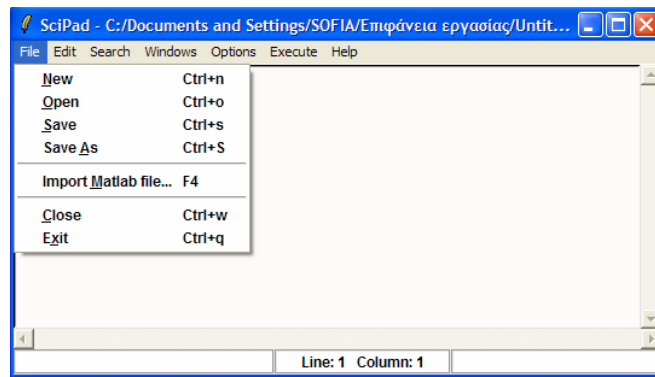 SciPad - C:/Documents and Settings/SOFIA/Επιφάνεια εργασίας/Untit...
File Edit Search Windows Options Execute Help
New Ctrl+n
Open Ctrl+o
Save Ctrl+s
Save As Ctrl+S
Import Matlab file... F4
Close Ctrl+w
Exit Ctrl+q
Line: 1 Column: 1